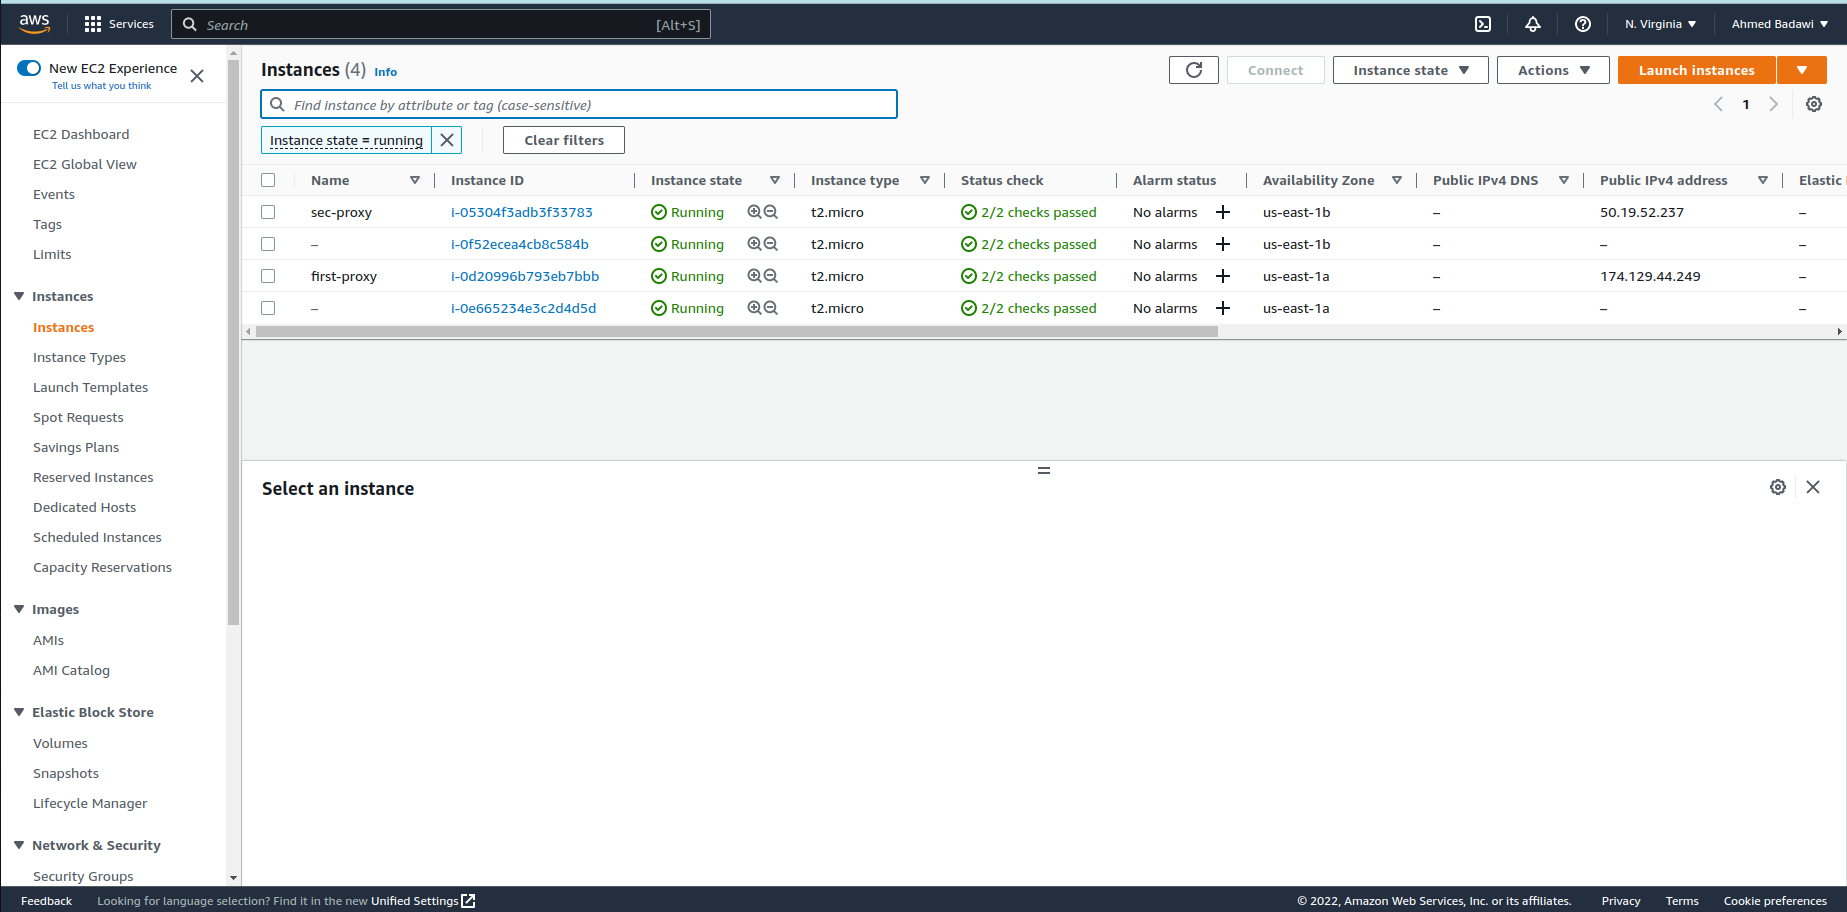 aws Services Search [Alt+S] N. Virginia Ahmed Badawi
New EC2 Experience
Tell us what you think
EC2 Dashboard
EC2 Global View
Events
Tags
Limits
Instances
Instances
Instance Types
Launch Templates
Spot Requests
Savings Plans
Reserved Instances
Dedicated Hosts
Scheduled Instances
Capacity Reservations
Images
AMIs
AMI Catalog
Elastic Block Store
Volumes
Snapshots
Lifecycle Manager
Network & Security
Security Groups
Instances (4) Info Connect Instance state Actions Launch instances
Find instance by attribute or tag (case-sensitive) 1
Instance state = running Clear filters
Name Instance ID Instance state Instance type Status check Alarm status Availability Zone Public IPv4 DNS Public IPv4 address Elastic
sec-proxy i-05304f3adb3f33783 Running t2.micro 2/2 checks passed No alarms us-east-1b – 50.19.52.237 –
– i-0f52ecea4cb8c584b Running t2.micro 2/2 checks passed No alarms us-east-1b – – –
first-proxy i-0d20996b793eb7bbb Running t2.micro 2/2 checks passed No alarms us-east-1a – 174.129.44.249 –
– i-0e665234e3c2d4d5d Running t2.micro 2/2 checks passed No alarms us-east-1a – – –
Select an instance
Feedback Looking for language selection? Find it in the new Unified Settings © 2022, Amazon Web Services, Inc. or its affiliates. Privacy Terms Cookie preferences